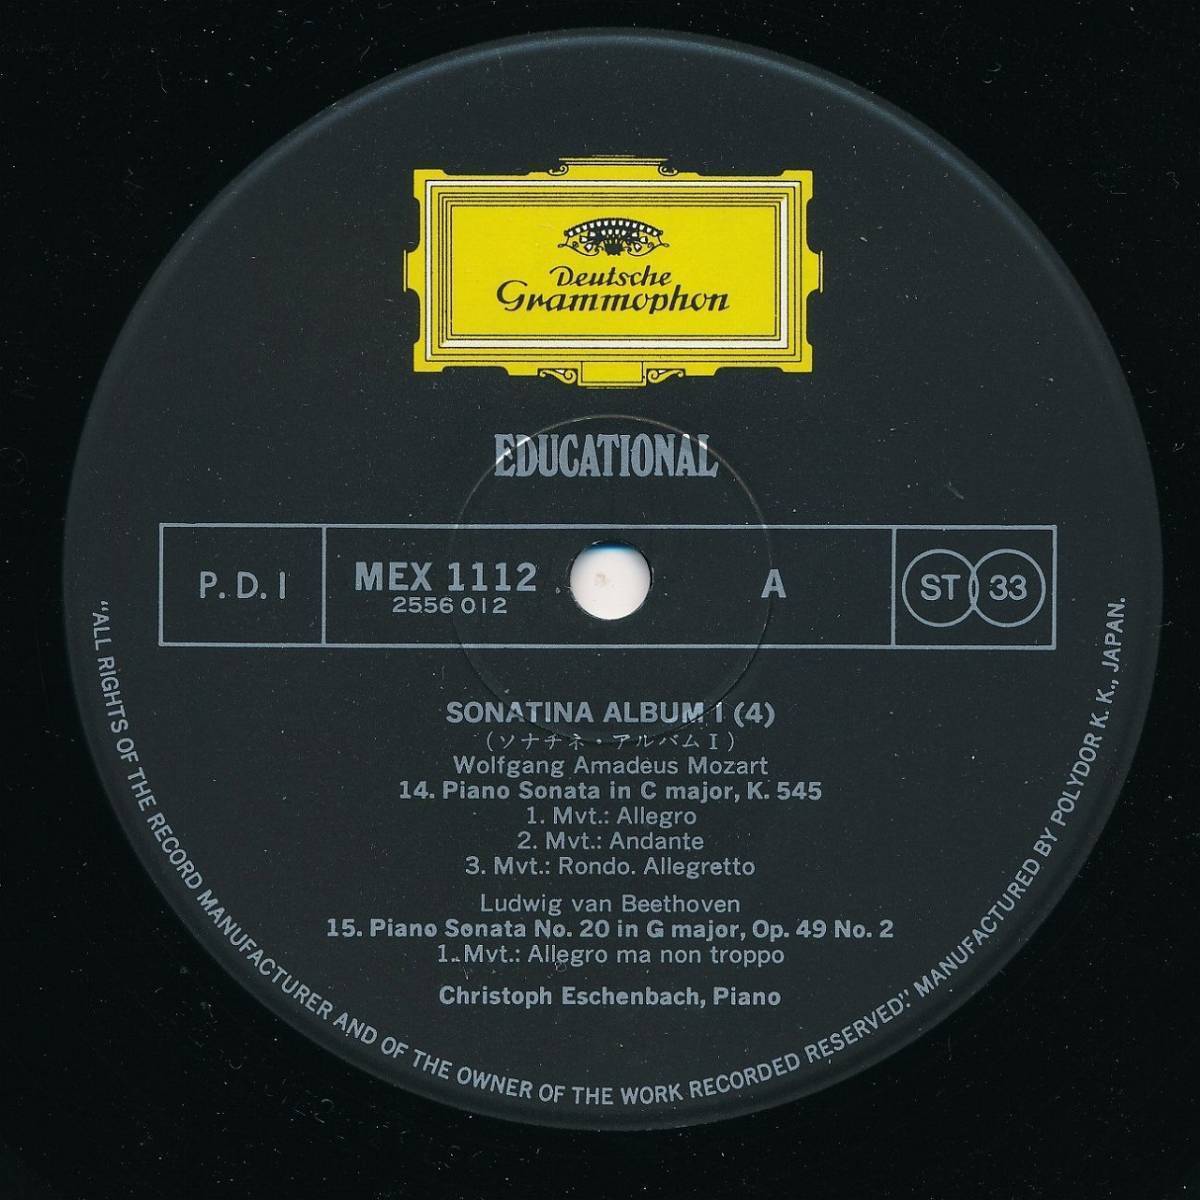 Deutsche
Grammophon
EDUCATIONAL
P. D. I
MEX 1112
2556 012
A
ST 33
SONATINA ALBUM I (4)
(ソナチネ・アルバム I)
Wolfgang Amadeus Mozart
14. Piano Sonata in C major, K. 545
1. Mvt.: Allegro
2. Mvt.: Andante
3. Mvt.: Rondo. Allegretto
Ludwig van Beethoven
15. Piano Sonata No. 20 in G major, Op. 49 No. 2
1. Mvt.: Allegro ma non troppo
Christoph Eschenbach, Piano
"ALL RIGHTS OF THE RECORD MANUFACTURER AND OF THE OWNER OF THE WORK RECORDED RESERVED." MANUFACTURED BY POLYDOR K. K., JAPAN.